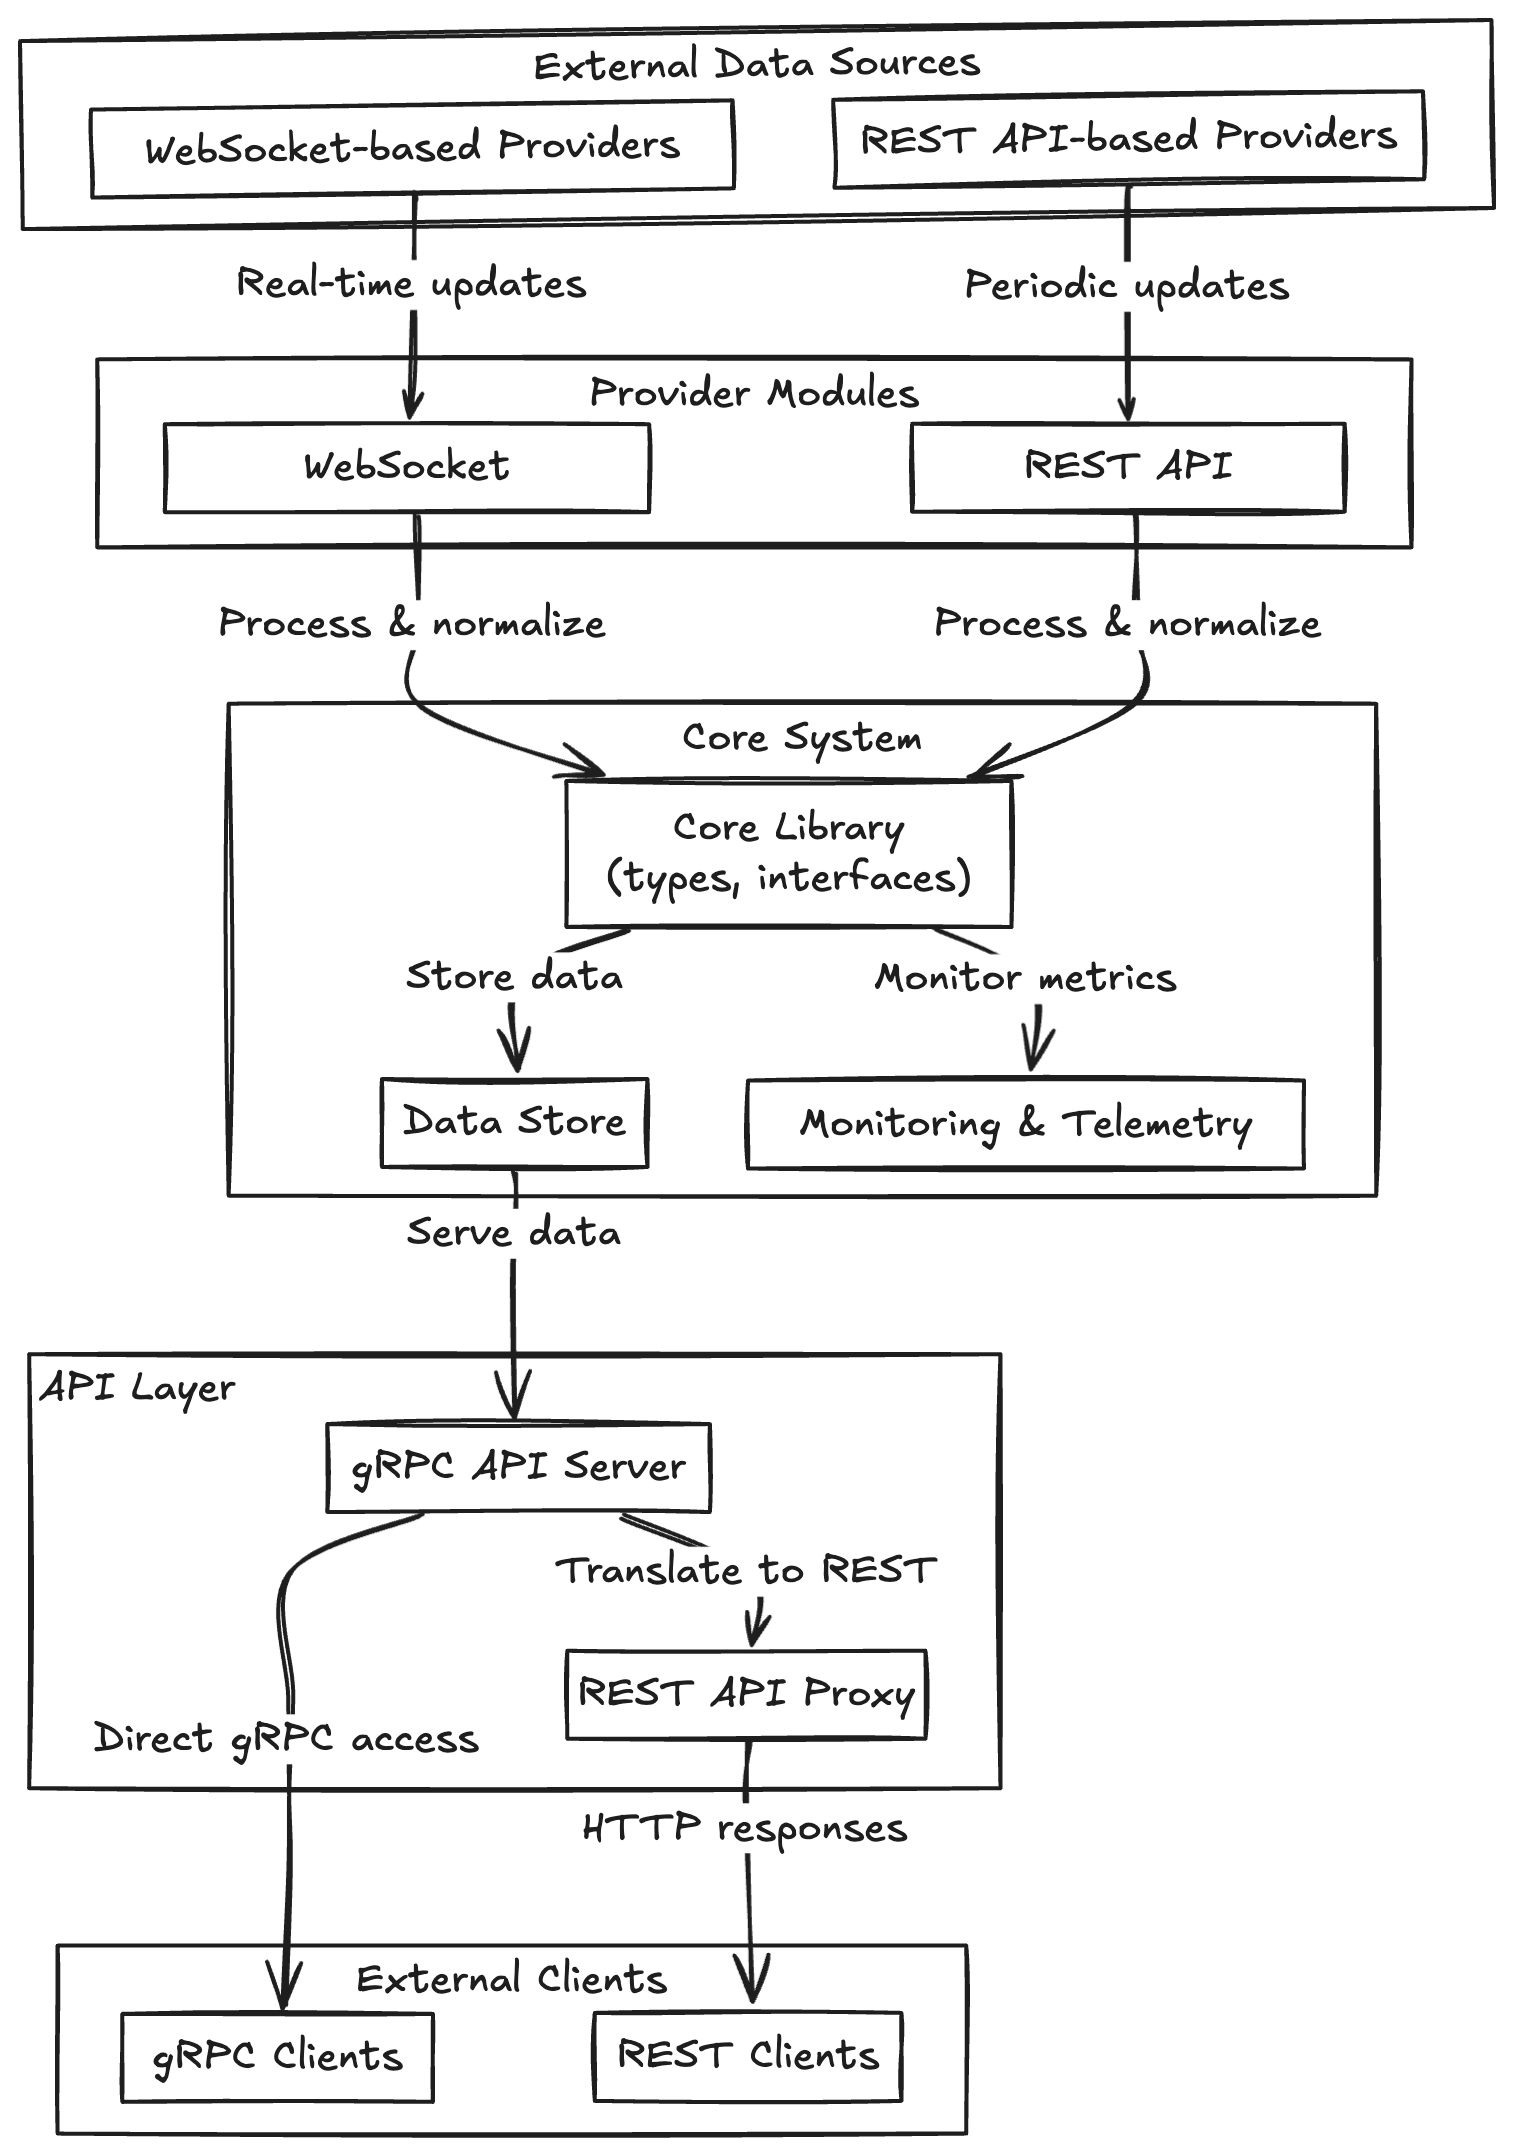 External Data Sources
WebSocket-based Providers
REST API-based Providers
Real-time updates
Periodic updates
Provider Modules
WebSocket
REST API
Process & normalize
Process & normalize
Core System
Core Library
(types, interfaces)
Store data
Monitor metrics
Data Store
Monitoring & Telemetry
Serve data
API Layer
gRPC API Server
Translate to REST
REST API Proxy
Direct gRPC access
HTTP responses
External Clients
gRPC Clients
REST Clients